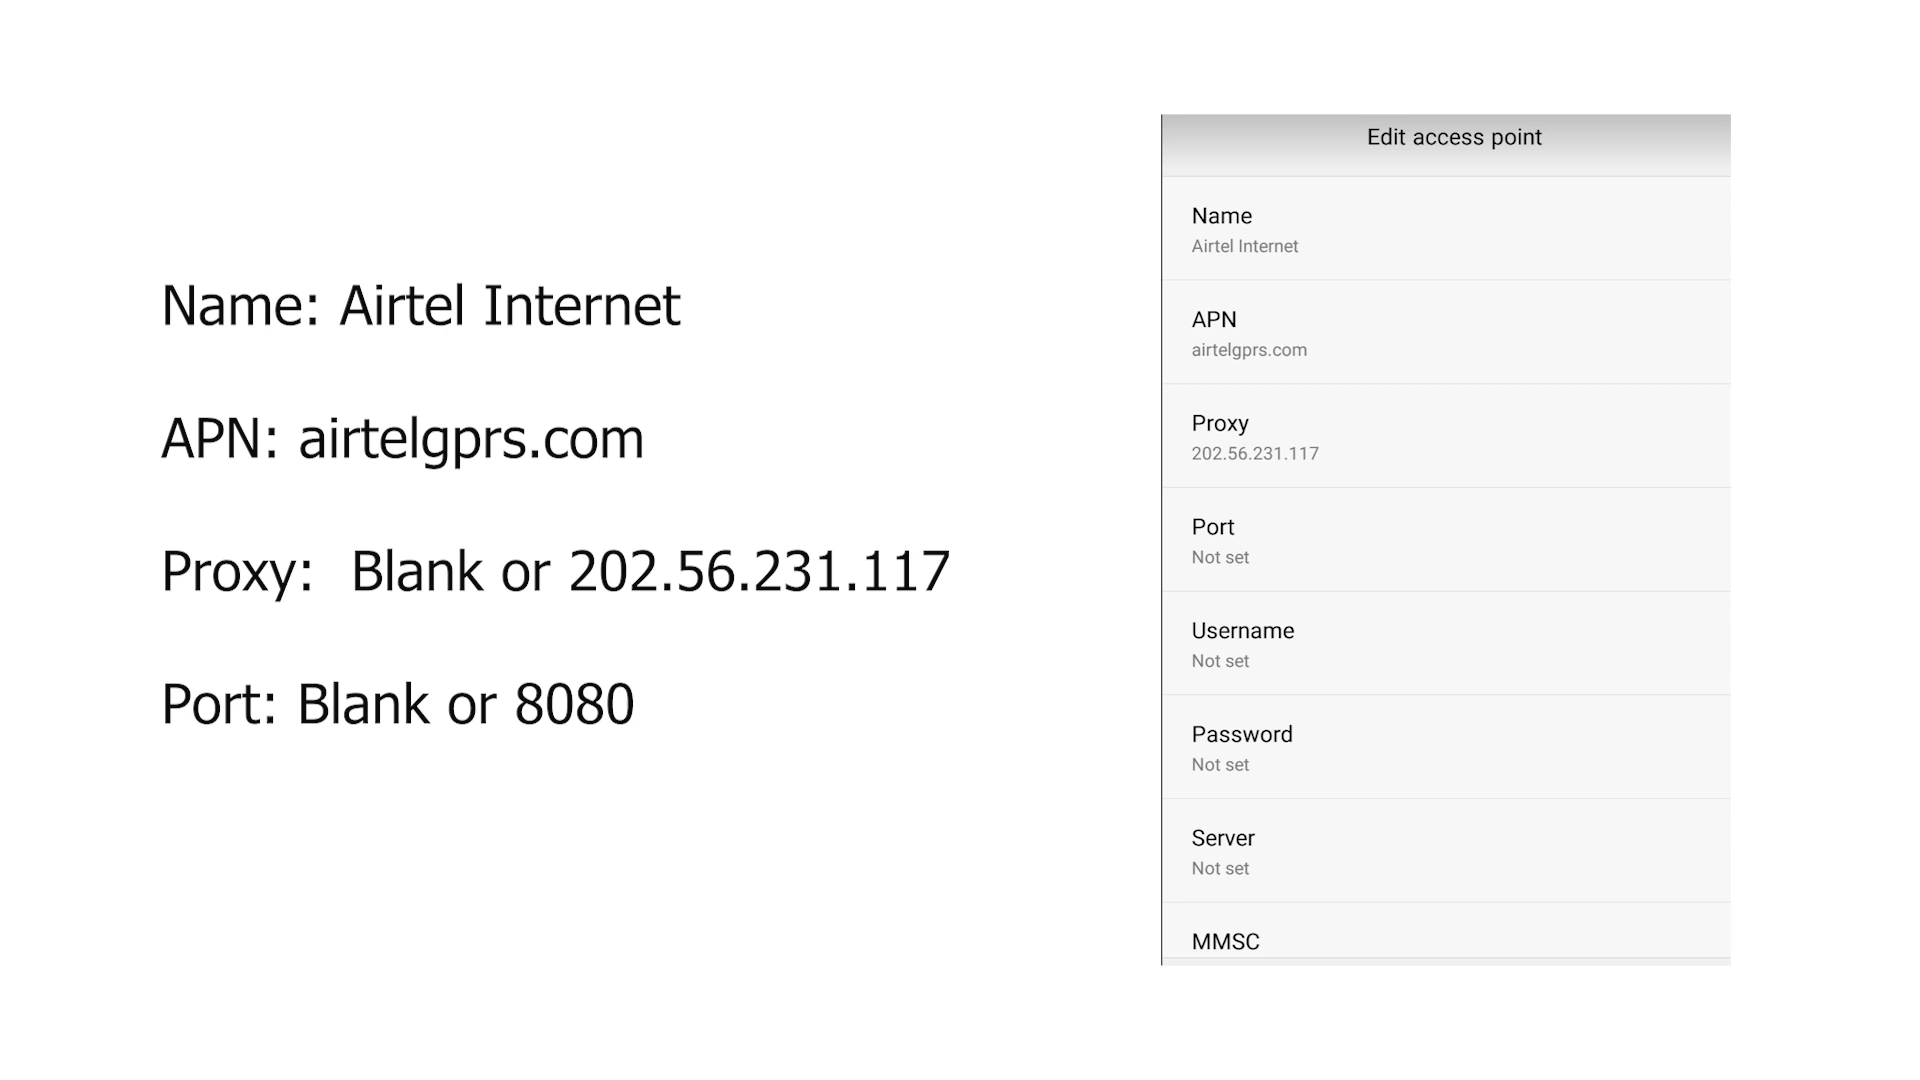 Name: Airtel Internet
APN: airtelgprs.com
Proxy:  Blank or 202.56.231.117
Port: Blank or 8080
Edit access point
Name
Airtel Internet
APN
airtelgprs.com
Proxy
202.56.231.117
Port
Not set
Username
Not set
Password
Not set
Server
Not set
MMSC